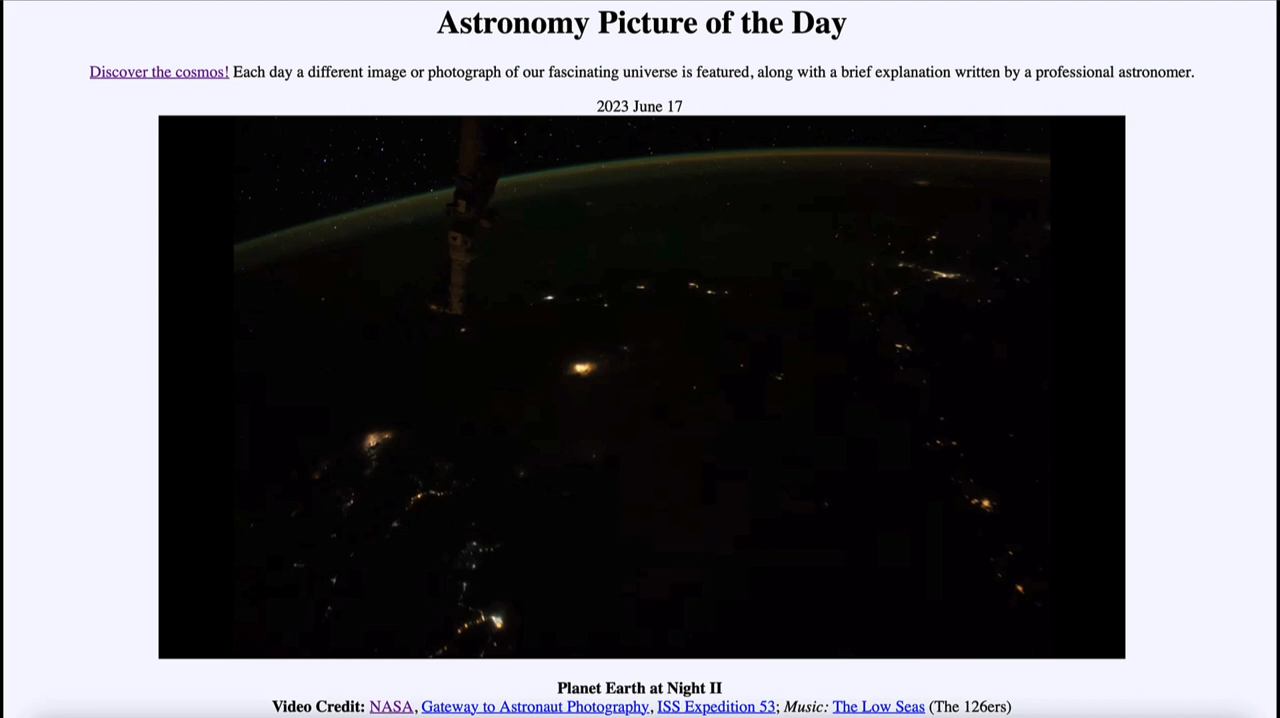 Astronomy Picture of the Day
Discover the cosmos! Each day a different image or photograph of our fascinating universe is featured, along with a brief explanation written by a professional astronomer.
2023 June 17
Planet Earth at Night II
Video Credit: NASA, Gateway to Astronaut Photography, ISS Expedition 53; Music: The Low Seas (The 126ers)